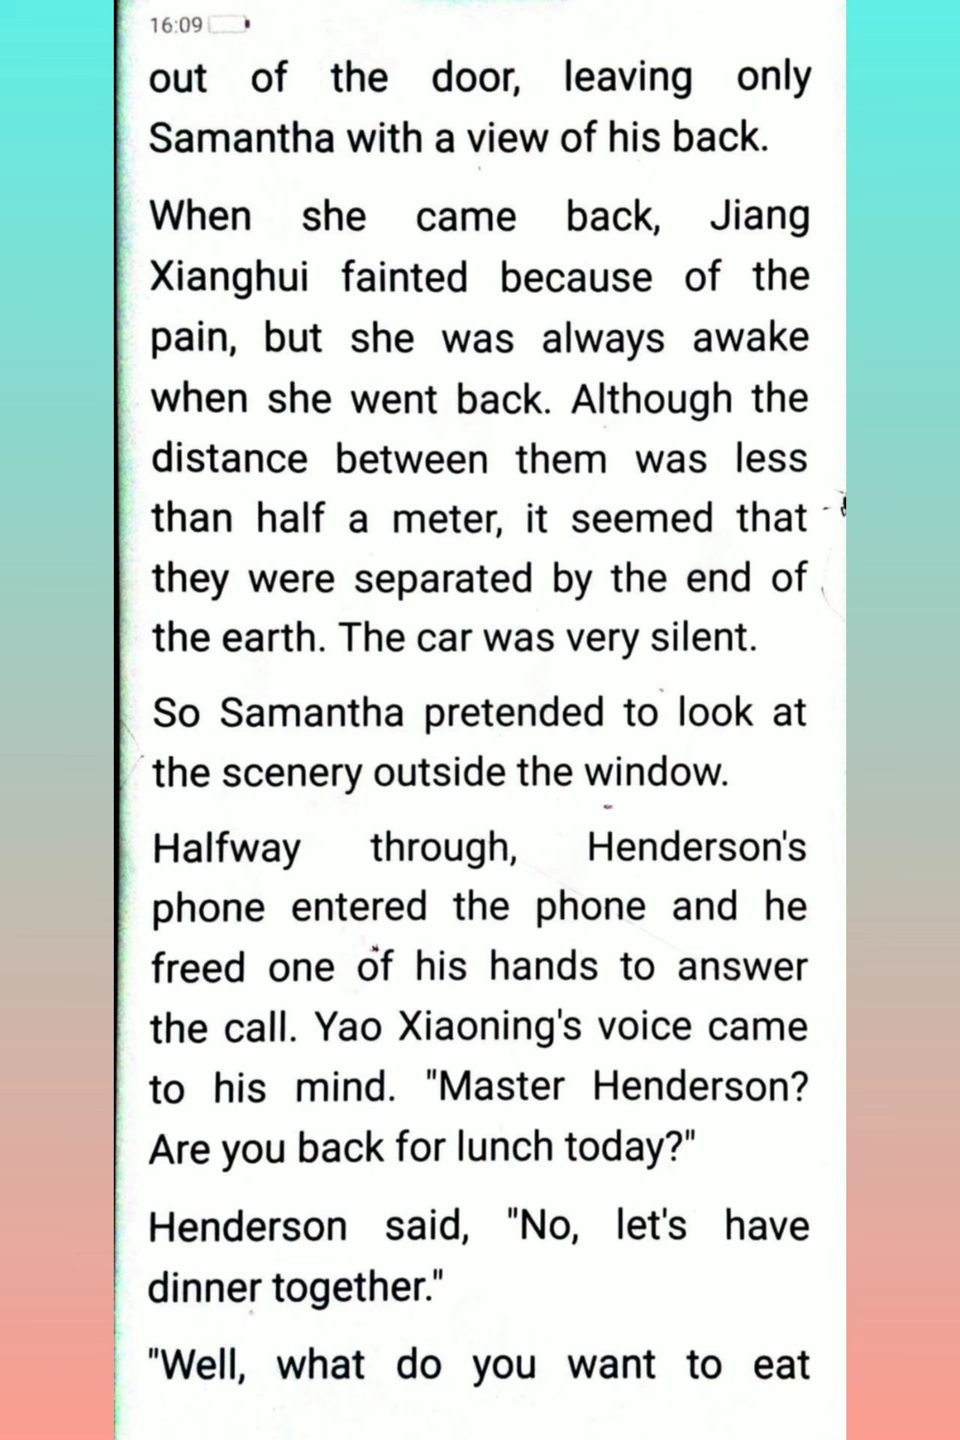 16:09
out of the door, leaving only
Samantha with a view of his back.
When she came back, Jiang
Xianghui fainted because of the
pain, but she was always awake
when she went back. Although the
distance between them was less
than half a meter, it seemed that
they were separated by the end of
the earth. The car was very silent.
So Samantha pretended to look at
the scenery outside the window.
Halfway through, Henderson's
phone entered the phone and he
freed one of his hands to answer
the call. Yao Xiaoning's voice came
to his mind. "Master Henderson?
Are you back for lunch today?"
Henderson said, "No, let's have
dinner together."
"Well, what do you want to eat